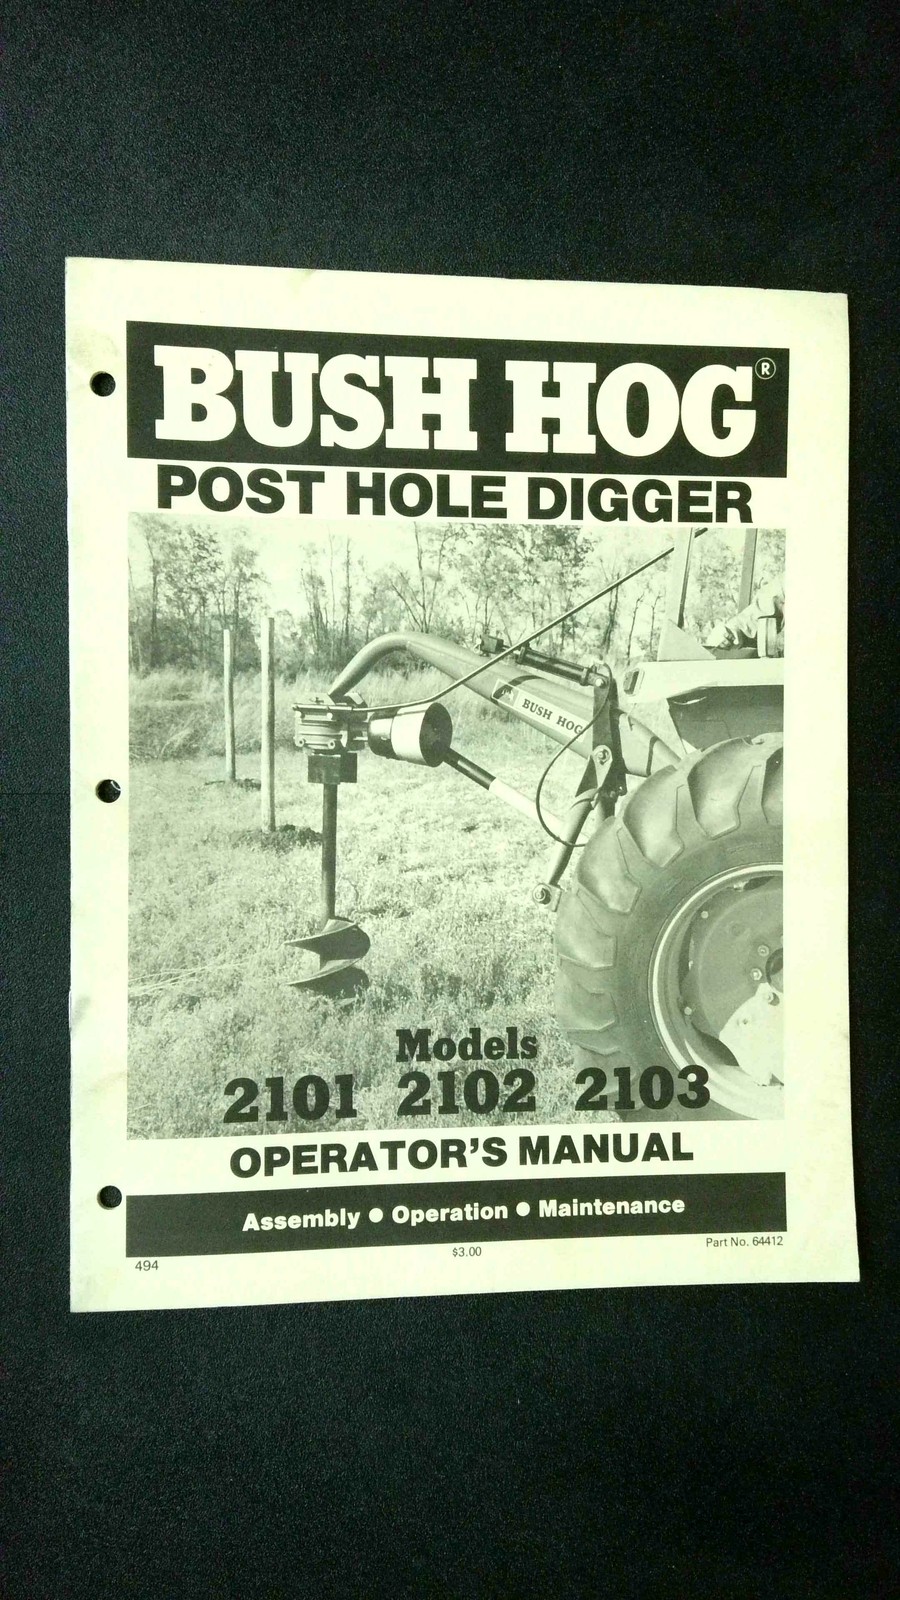 BUSH HOG®
POST HOLE DIGGER
BUSH HOG
Models
2101 2102 2103
OPERATOR'S MANUAL
Assembly • Operation • Maintenance
494
$3.00
Part No. 64412